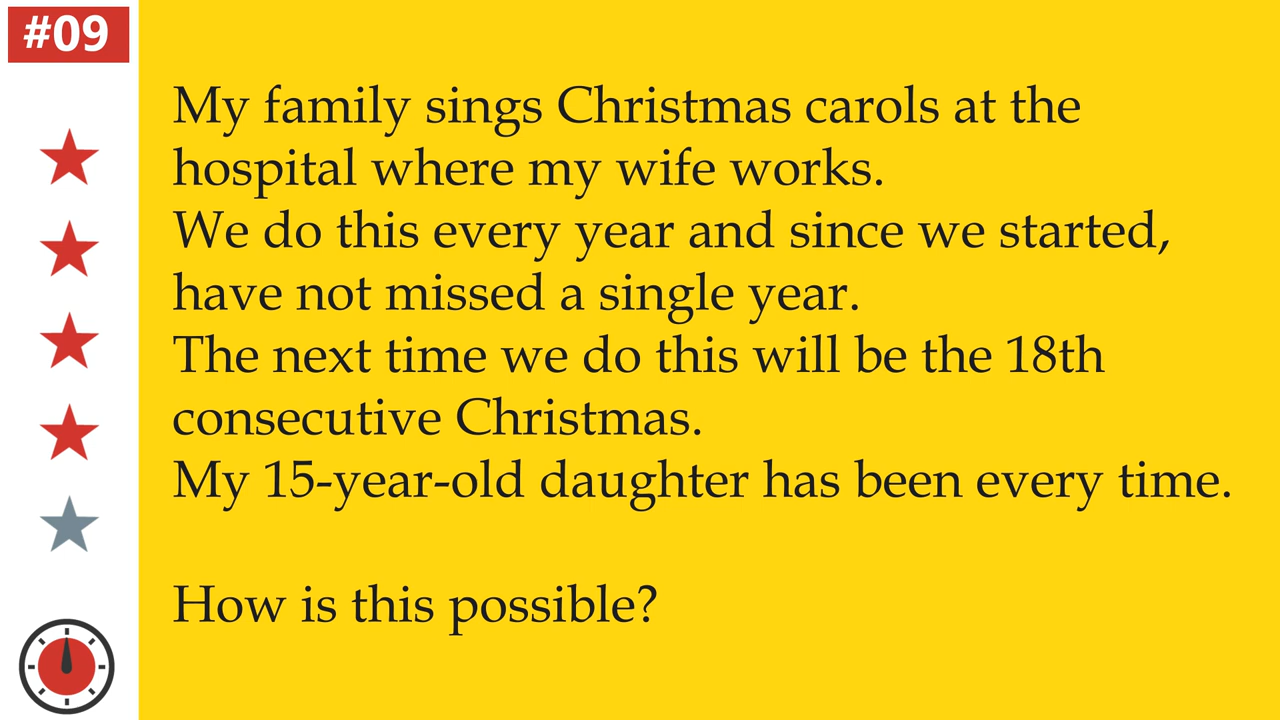 #09
My family sings Christmas carols at the
hospital where my wife works.
We do this every year and since we started,
have not missed a single year.
The next time we do this will be the 18th
consecutive Christmas.
My 15-year-old daughter has been every time.
How is this possible?